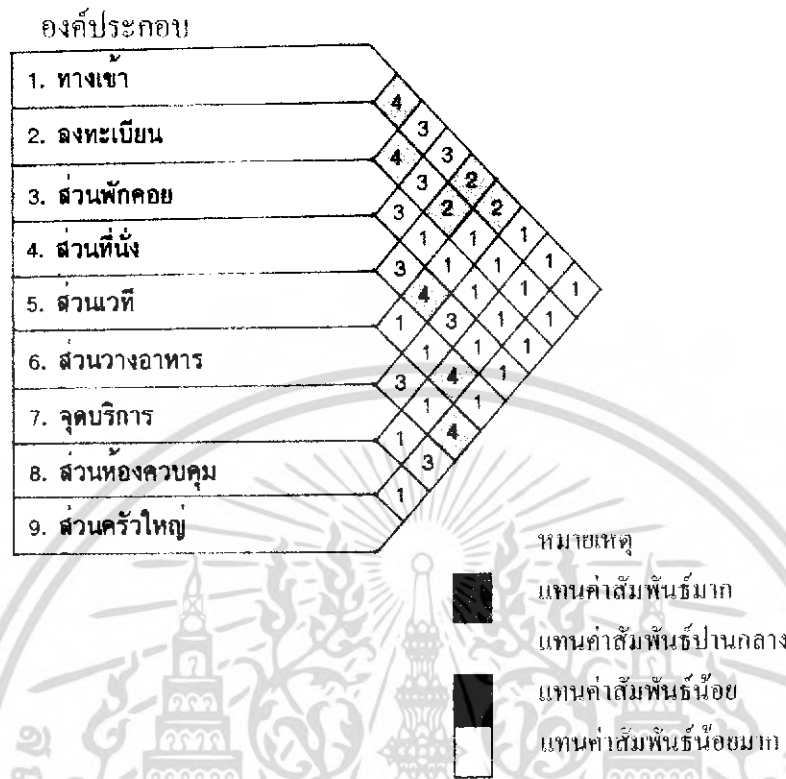 องค์ประกอบ
1. ทางเข้า
4
3
2. ลงทะเบียน
4 3
3 2
3. ส่วนพักคอย
3 2 2
1 1 1
4. ส่วนที่นั่ง
3 1 1 1
4 1 1 1
5. ส่วนเวที
1 3 1 1
1 1 1
6. ส่วนวางอาหาร
3 4 1
1 1
7. จุดบริการ
1 4
3
8. ส่วนห้องควบคุม
1
9. ส่วนครัวใหญ่
หมายเหตุ
แทนค่าสัมพันธ์มาก
แทนค่าสัมพันธ์ปานกลาง
แทนค่าสัมพันธ์น้อย
แทนค่าสัมพันธ์น้อยมาก